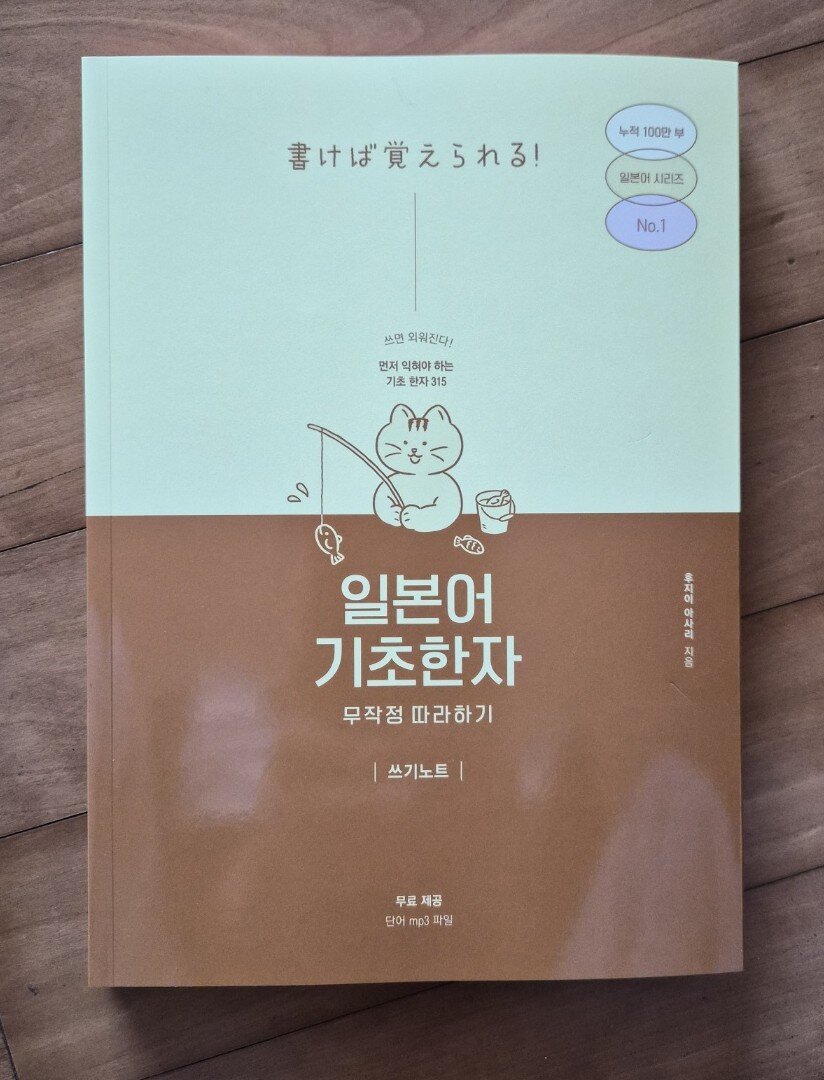 書けば覚えられる!
누적 100만 부
일본어 시리즈
No.1
쓰면 외워진다!
먼저 익혀야 하는
기초 한자 315
일본어
기초한자
무작정 따라하기
쓰기노트
후지이 아사리 지음
무료 제공
단어 mp3 파일